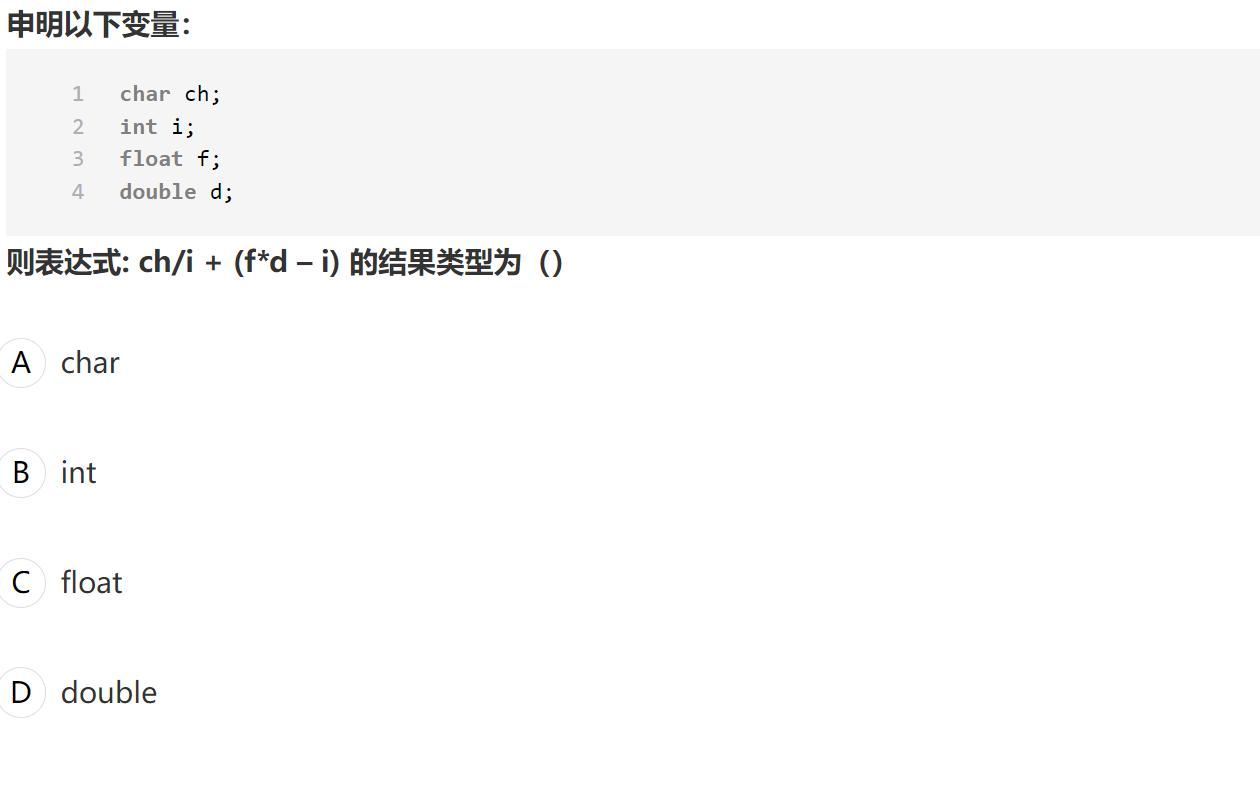 申明以下变量：
1 char ch;
2 int i;
3 float f;
4 double d;
则表达式: ch/i + (f*d – i) 的结果类型为（）
A char
B int
C float
D double